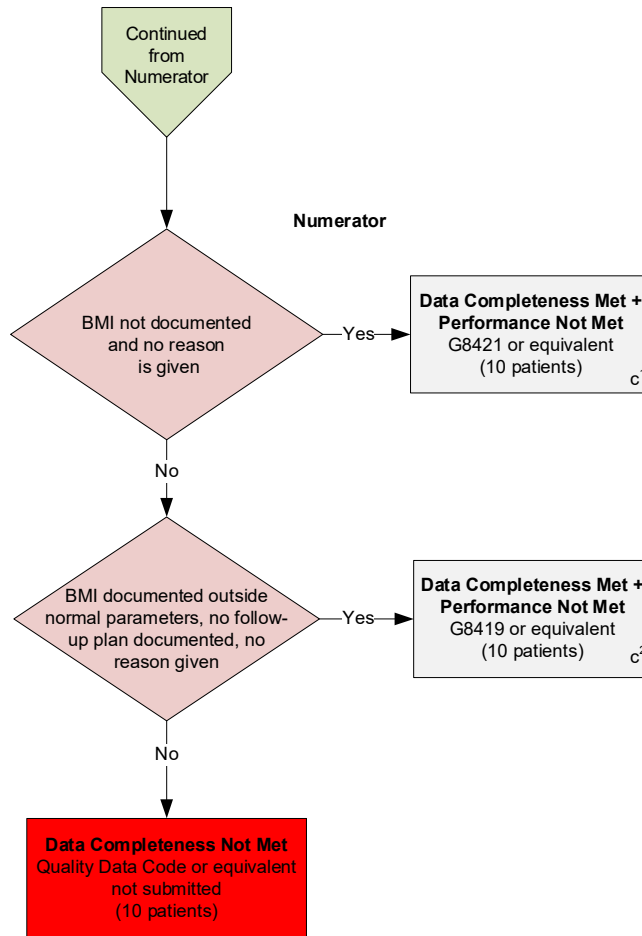 Continued
from
Numerator
Numerator
BMI not documented
and no reason
is given
Yes
Data Completeness Met +
Performance Not Met
G8421 or equivalent
(10 patients)
c¹
No
BMI documented outside
normal parameters, no follow-
up plan documented, no
reason given
Yes
Data Completeness Met +
Performance Not Met
G8419 or equivalent
(10 patients)
c²
No
Data Completeness Not Met
Quality Data Code or equivalent
not submitted
(10 patients)